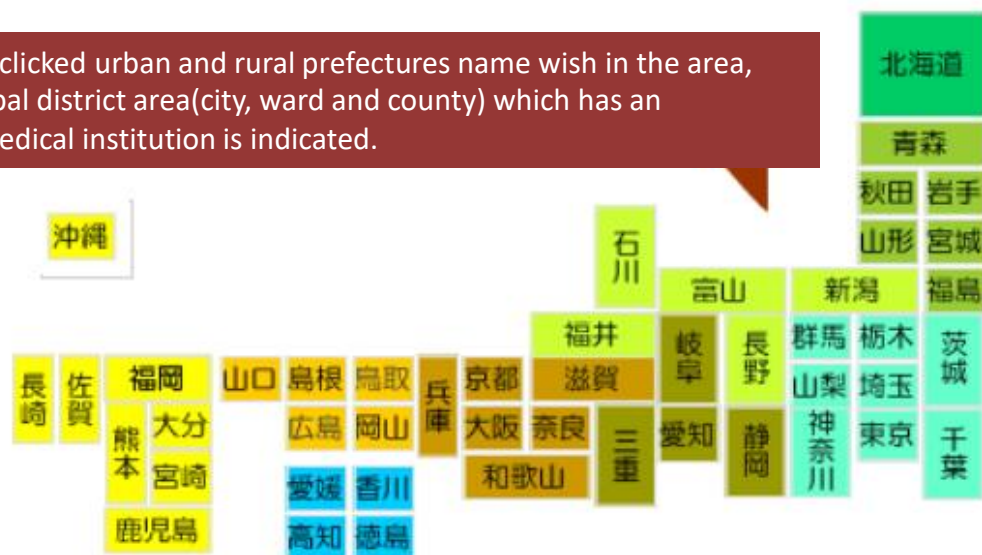 clicked urban and rural prefectures name wish in the area,
pal district area(city, ward and county) which has an
edical institution is indicated.
北海道
青森
秋田 岩手
山形 宮城
沖縄
石川
富山 新潟 福島
福井 岐阜 長野 群馬 栃木 茨城
長崎 佐賀 福岡 山口 島根 鳥取 兵庫 京都 滋賀 山梨 埼玉
熊本 大分 広島 岡山 大阪 奈良 三重 愛知 静岡 神奈川 東京 千葉
宮崎 愛媛 香川 和歌山
鹿児島 高知 徳島